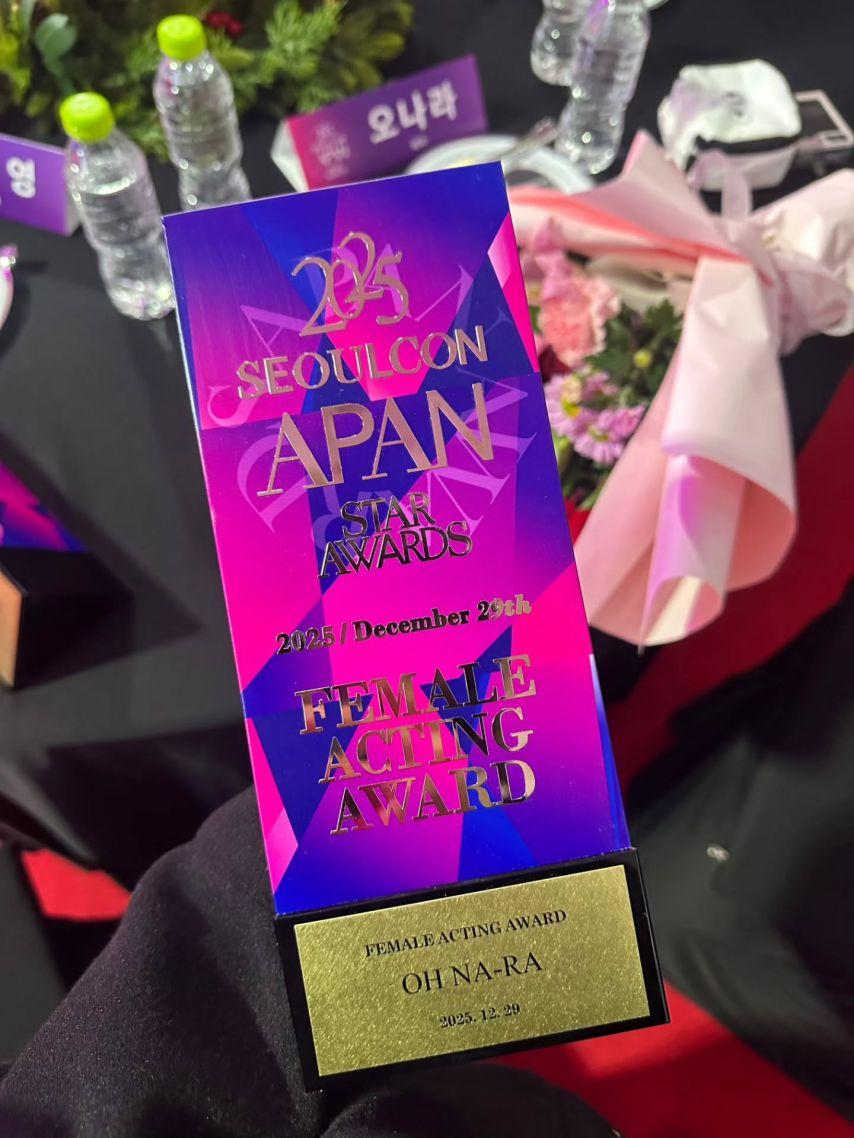 영
오나라
2025
SEOULCON
APAN
STAR
AWARDS
2025 / December 29th
FEMALE
ACTING
AWARD
FEMALE ACTING AWARD
OH NA-RA
2025. 12. 29